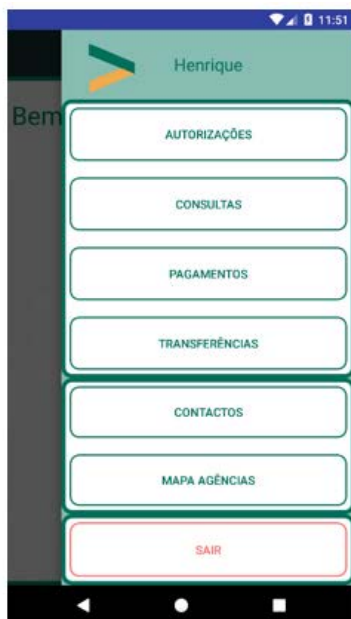 11:51
Henrique
Bem
AUTORIZAÇÕES
CONSULTAS
PAGAMENTOS
TRANSFERÊNCIAS
CONTACTOS
MAPA AGÊNCIAS
SAIR